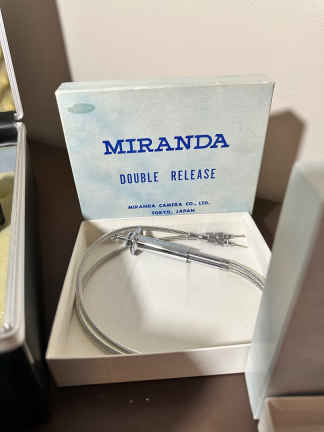 MIRANDA
DOUBLE RELEASE
MIRANDA CAMERA CO., LTD.
TOKYO, JAPAN